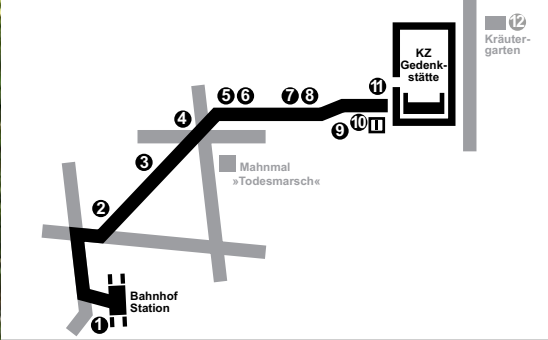 12
Kräuter-
garten
KZ
Gedenk-
stätte
11
5 6
7 8
4
10
9
I
3
Mahnmal
»Todesmarsch«
2
Bahnhof
Station
1